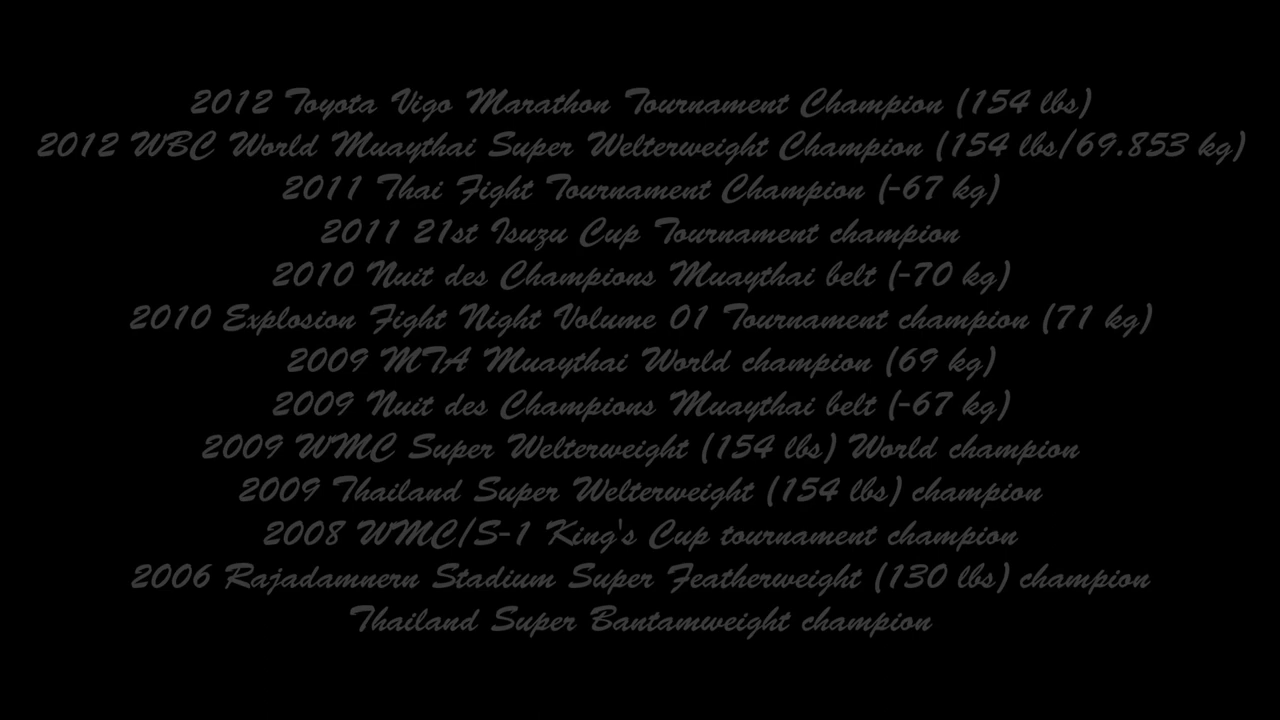 2012 Toyota Vigo Marathon Tournament Champion (154 lbs)
2012 WBC World Muaythai Super Welterweight Champion (154 lbs/69.853 kg)
2011 Thai Fight Tournament Champion (-67 kg)
2011 21st Isuzu Cup Tournament champion
2010 Nuit des Champions Muaythai belt (-70 kg)
2010 Explosion Fight Night Volume 01 Tournament champion (71 kg)
2009 MTA Muaythai World champion (69 kg)
2009 Nuit des Champions Muaythai belt (-67 kg)
2009 WMC Super Welterweight (154 lbs) World champion
2009 Thailand Super Welterweight (154 lbs) champion
2008 WMC/S-1 King's Cup tournament champion
2006 Rajadamnern Stadium Super Featherweight (130 lbs) champion
Thailand Super Bantamweight champion